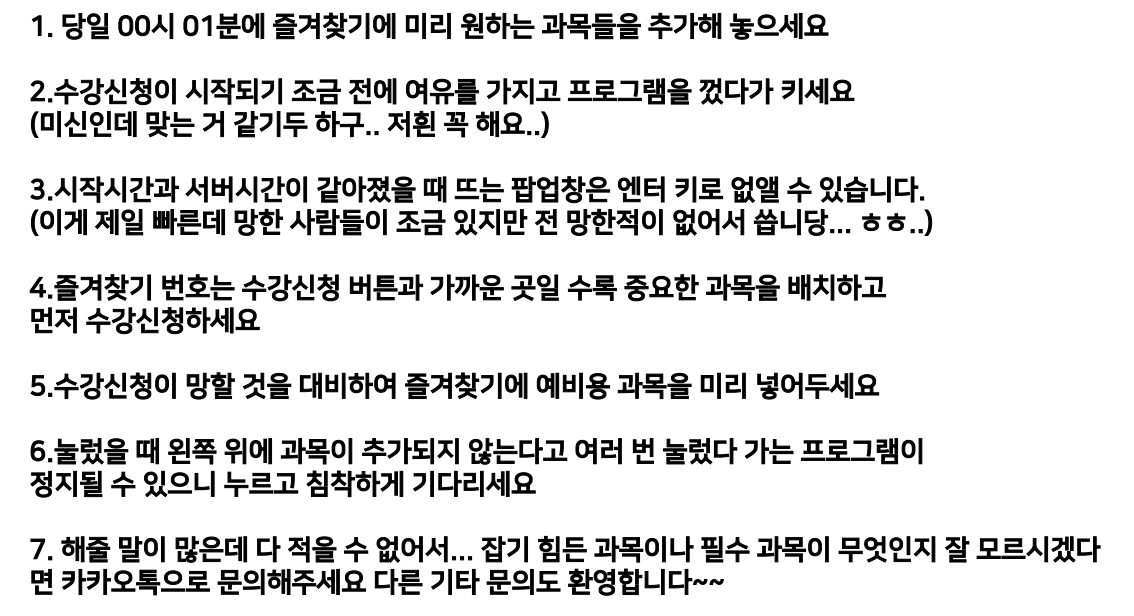 1. 당일 00시 01분에 즐겨찾기에 미리 원하는 과목들을 추가해 놓으세요
2.수강신청이 시작되기 조금 전에 여유를 가지고 프로그램을 껐다가 키세요
(미신인데 맞는 거 같기두 하구.. 저흰 꼭 해요..)
3.시작시간과 서버시간이 같아졌을 때 뜨는 팝업창은 엔터 키로 없앨 수 있습니다.
(이게 제일 빠른데 망한 사람들이 조금 있지만 전 망한적이 없어서 씁니당... ㅎㅎ..)
4.즐겨찾기 번호는 수강신청 버튼과 가까운 곳일 수록 중요한 과목을 배치하고
먼저 수강신청하세요
5.수강신청이 망할 것을 대비하여 즐겨찾기에 예비용 과목을 미리 넣어두세요
6.눌렀을 때 왼쪽 위에 과목이 추가되지 않는다고 여러 번 눌렀다 가는 프로그램이
정지될 수 있으니 누르고 침착하게 기다리세요
7. 해줄 말이 많은데 다 적을 수 없어서... 잡기 힘든 과목이나 필수 과목이 무엇인지 잘 모르시겠다
면 카카오톡으로 문의해주세요 다른 기타 문의도 환영합니다~~